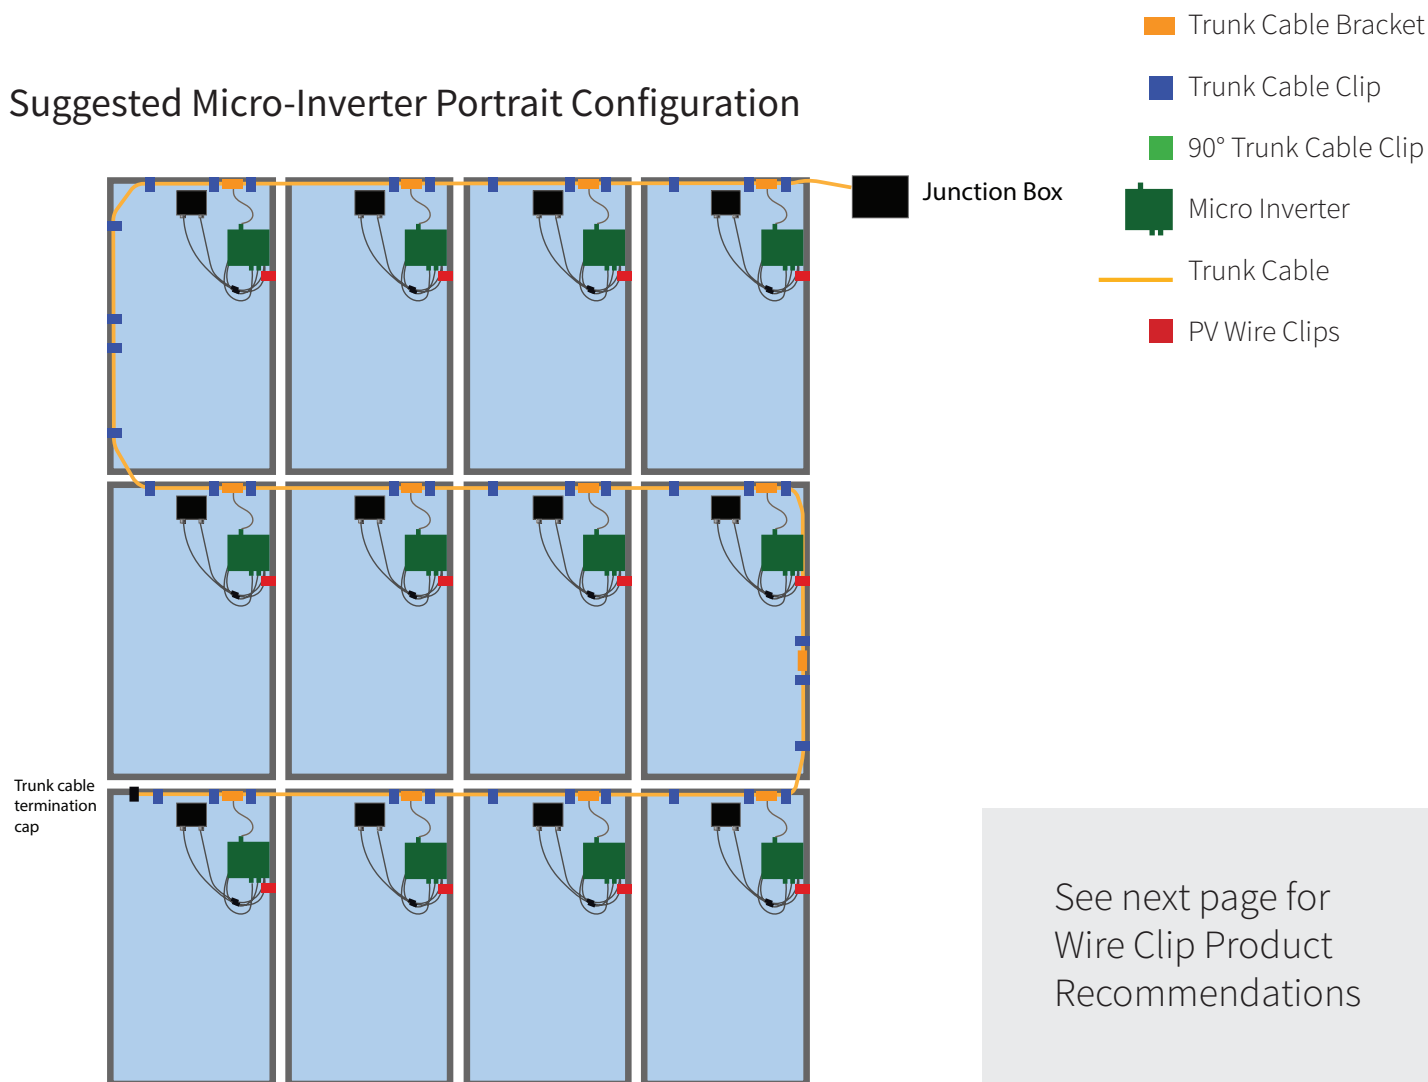 Suggested Micro-Inverter Portrait Configuration
Trunk Cable Bracket
Trunk Cable Clip
90° Trunk Cable Clip
Micro Inverter
Trunk Cable
PV Wire Clips
Junction Box
Trunk cable
termination
cap
See next page for
Wire Clip Product
Recommendations